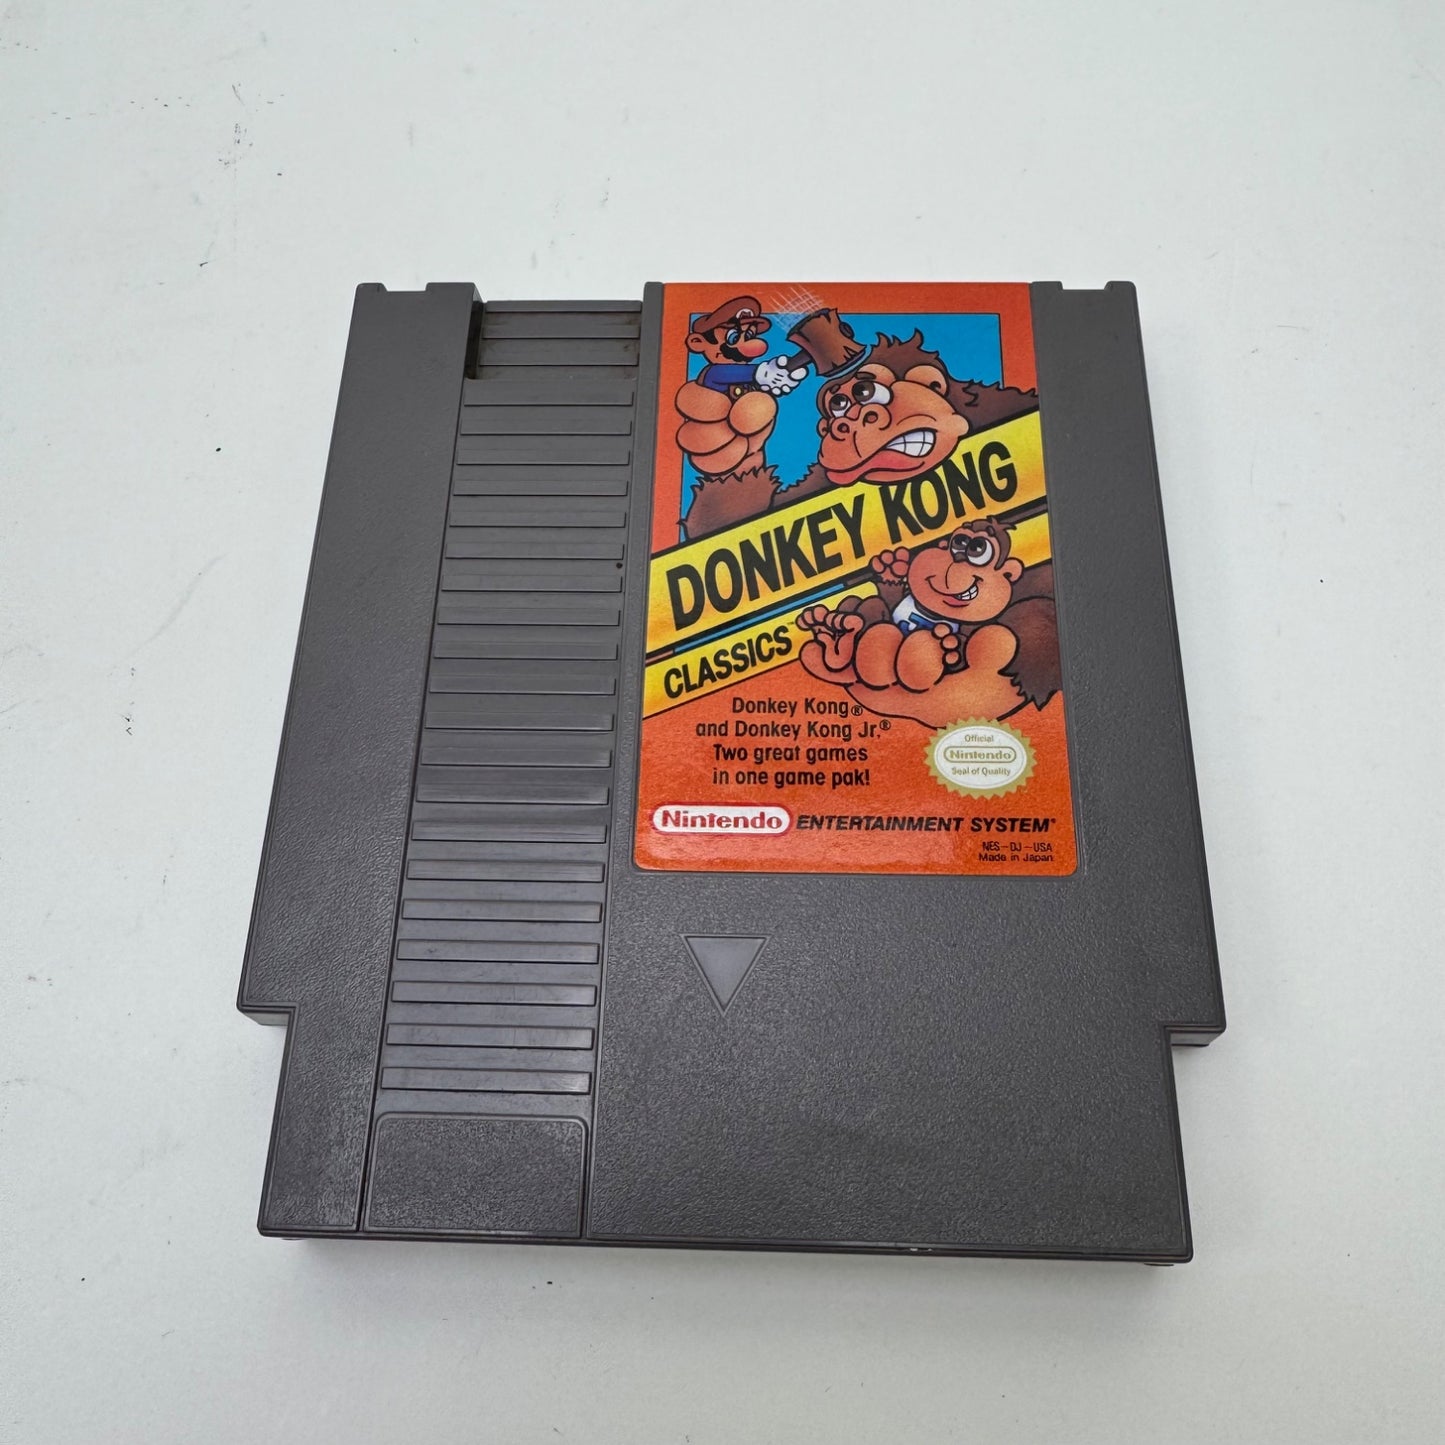 DONKEY KONG
CLASSICS™
Donkey Kong®
and Donkey Kong Jr.®
Two great games
in one game pak!
Official
Nintendo
Seal of Quality
Nintendo ENTERTAINMENT SYSTEM®
NES-DJ-USA
Made in Japan